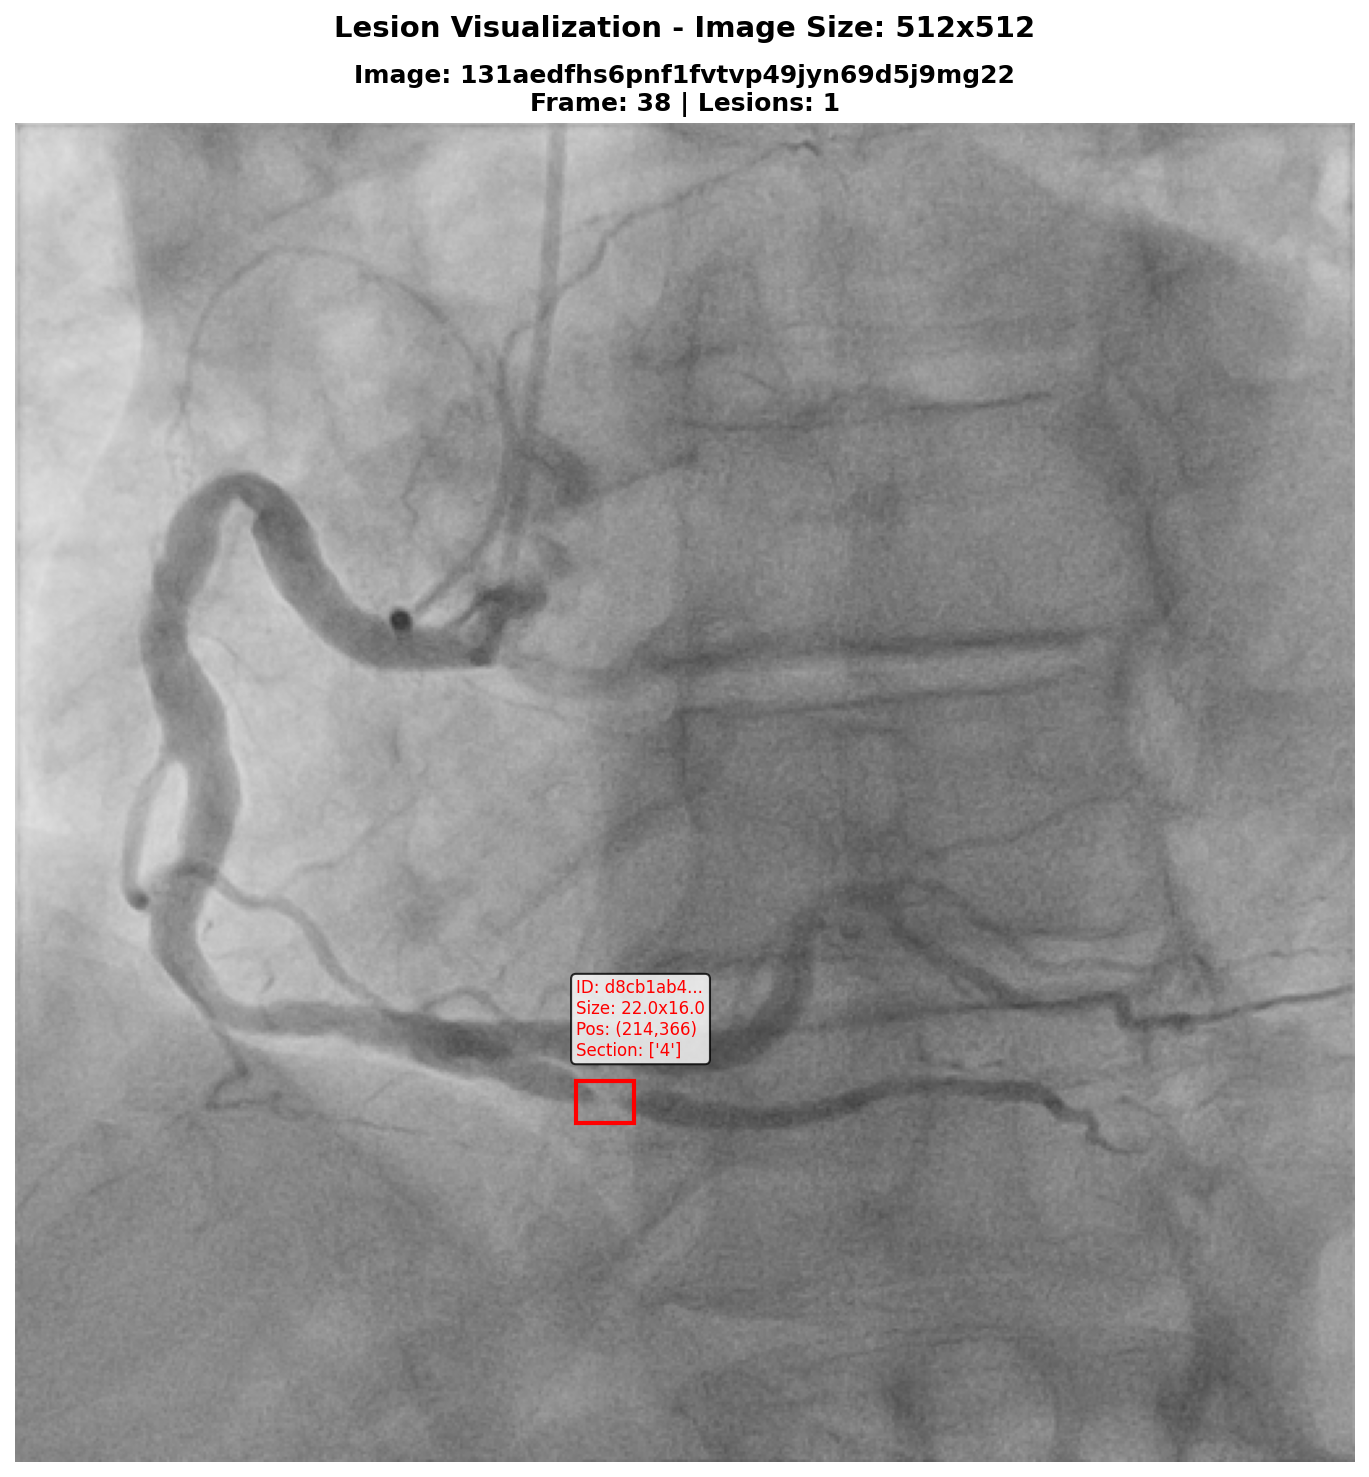 Lesion Visualization - Image Size: 512x512
Image: 131aedfhs6pnf1fvtvp49jyn69d5j9mg22
Frame: 38 | Lesions: 1
ID: d8cb1ab4...
Size: 22.0x16.0
Pos: (214,366)
Section: ['4']